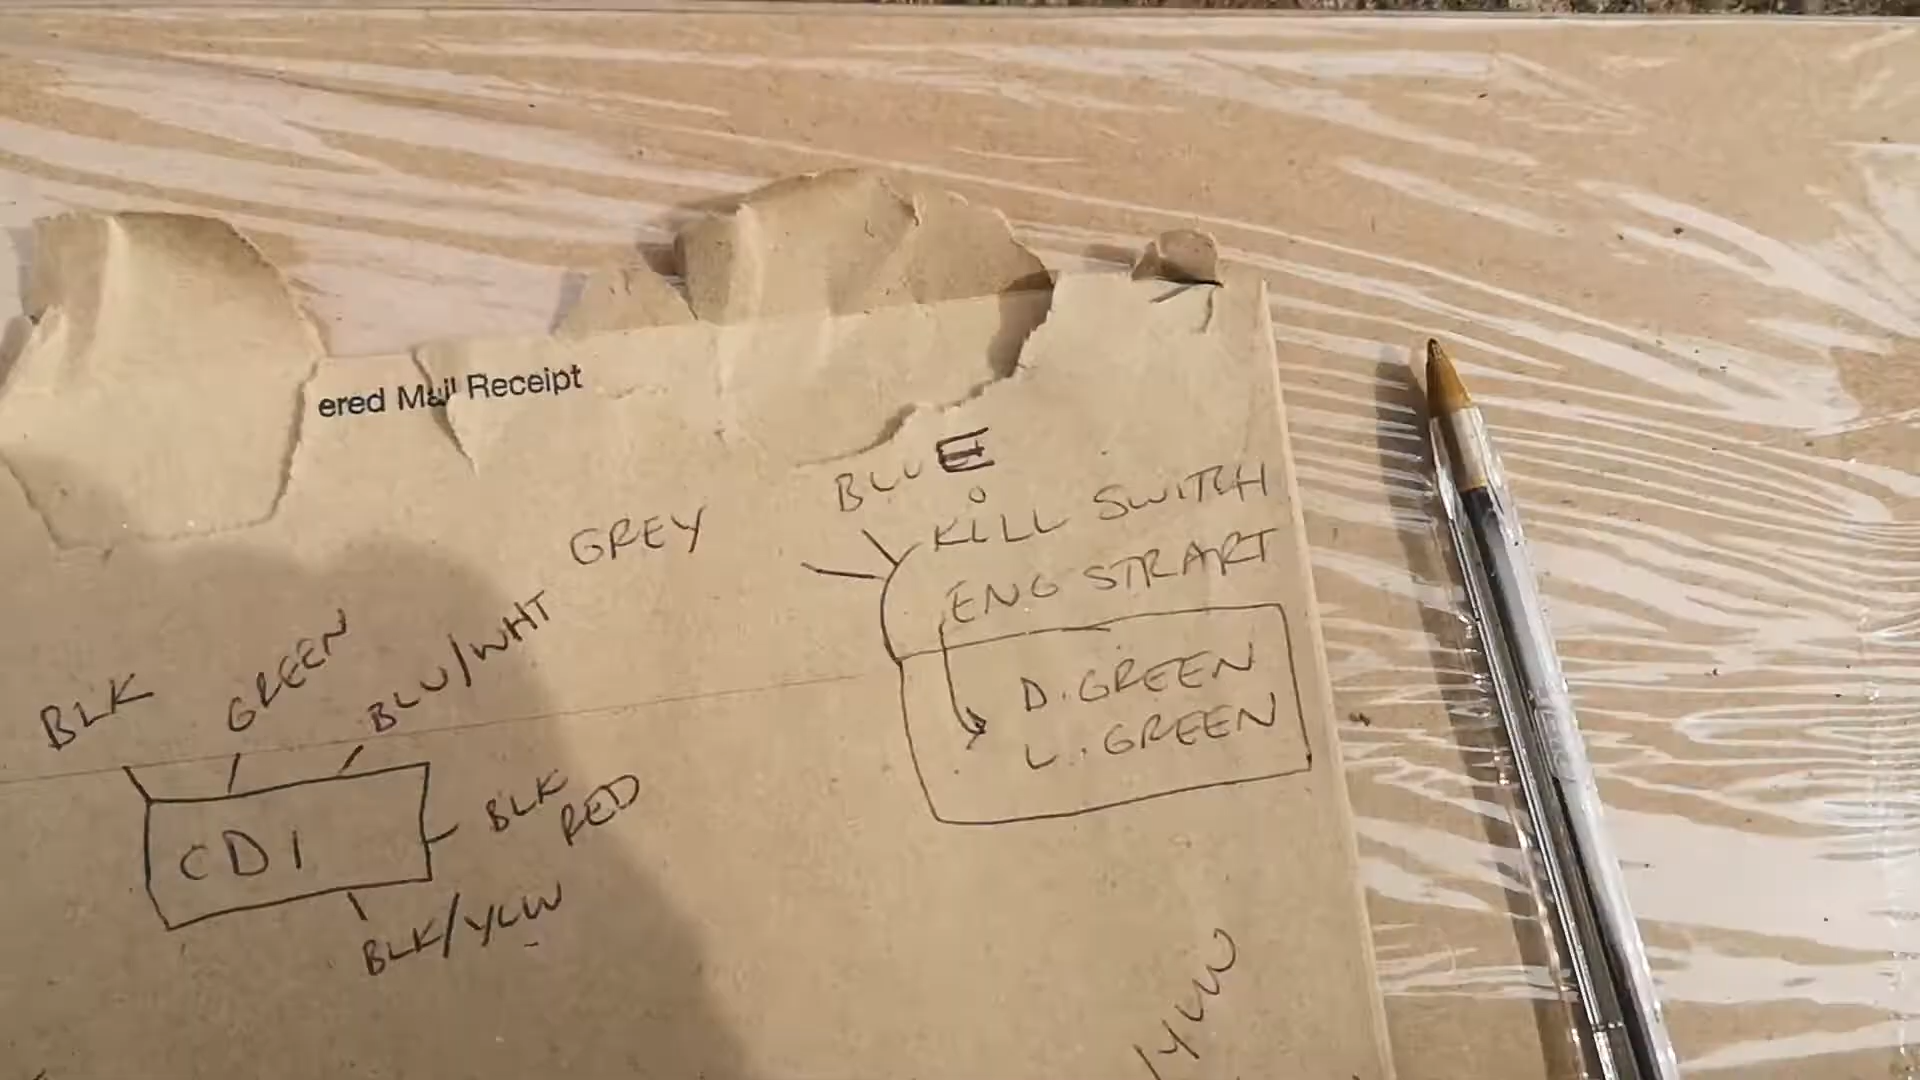 ered Mail Receipt
BLUE
GREY
KILL SWITCH
ENG STRART
D.GREEN
L.GREEN
BLK
GREEN
BLU/WHT
CDI
BLK
RED
BLK/YLW
/YLW